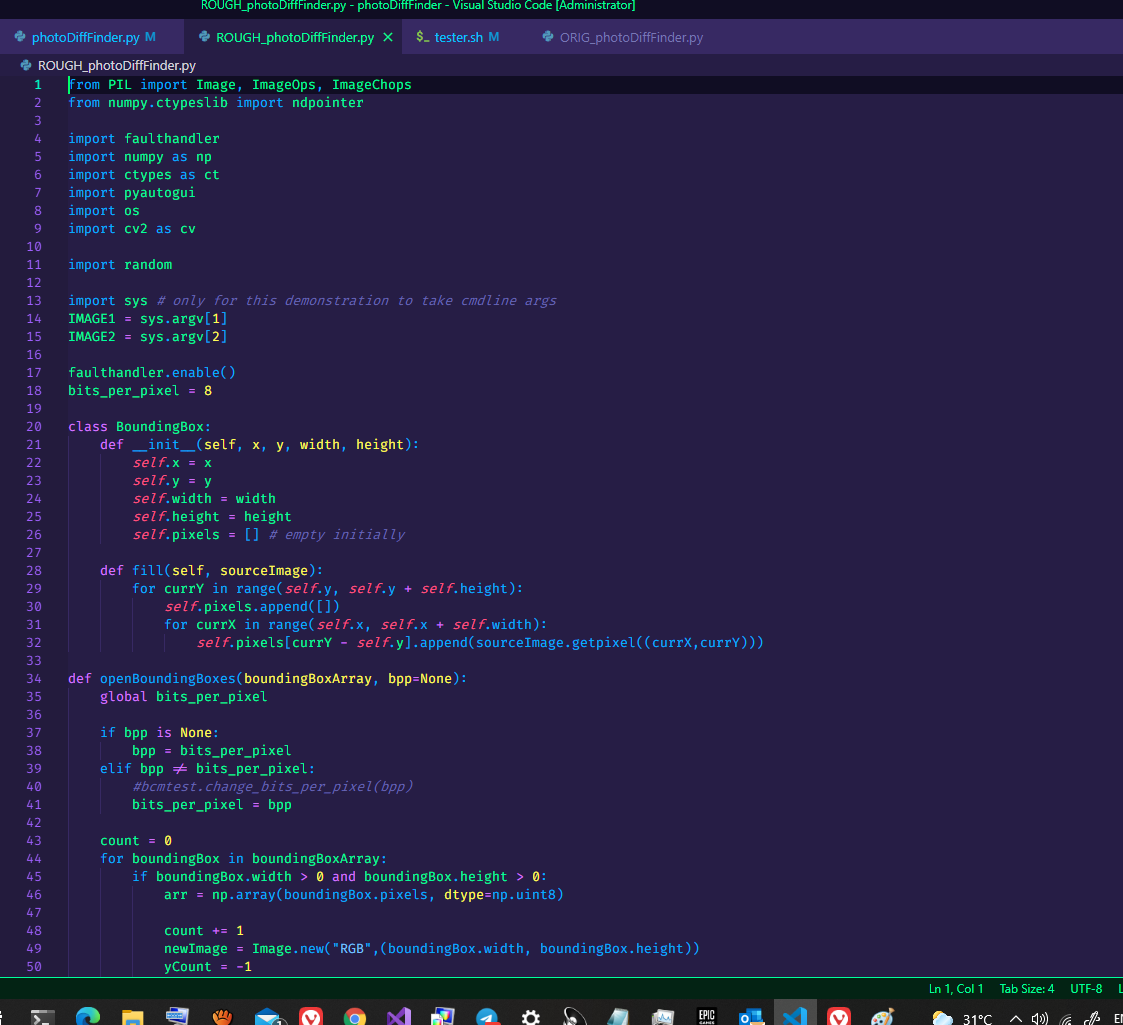 ROUGH_photoDiffFinder.py - photoDiffFinder - Visual Studio Code [Administrator]
photoDiffFinder.py M ROUGH_photoDiffFinder.py tester.sh M ORIG_photoDiffFinder.py
ROUGH_photoDiffFinder.py
1 from PIL import Image, ImageOps, ImageChops
2 from numpy.ctypeslib import ndpointer
3
4 import faulthandler
5 import numpy as np
6 import ctypes as ct
7 import pyautogui
8 import os
9 import cv2 as cv
10
11 import random
12
13 import sys # only for this demonstration to take cmdline args
14 IMAGE1 = sys.argv[1]
15 IMAGE2 = sys.argv[2]
16
17 faulthandler.enable()
18 bits_per_pixel = 8
19
20 class BoundingBox:
21     def __init__(self, x, y, width, height):
22         self.x = x
23         self.y = y
24         self.width = width
25         self.height = height
26         self.pixels = [] # empty initially
27
28     def fill(self, sourceImage):
29         for currY in range(self.y, self.y + self.height):
30             self.pixels.append([])
31             for currX in range(self.x, self.x + self.width):
32                 self.pixels[currY - self.y].append(sourceImage.getpixel((currX,currY)))
33
34 def openBoundingBoxes(boundingBoxArray, bpp=None):
35     global bits_per_pixel
36
37     if bpp is None:
38         bpp = bits_per_pixel
39     elif bpp ≠ bits_per_pixel:
40         #bcmtest.change_bits_per_pixel(bpp)
41         bits_per_pixel = bpp
42
43     count = 0
44     for boundingBox in boundingBoxArray:
45         if boundingBox.width > 0 and boundingBox.height > 0:
46             arr = np.array(boundingBox.pixels, dtype=np.uint8)
47
48             count += 1
49             newImage = Image.new("RGB",(boundingBox.width, boundingBox.height))
50             yCount = -1
Ln 1, Col 1 Tab Size: 4 UTF-8
EPIC GAMES 31°C